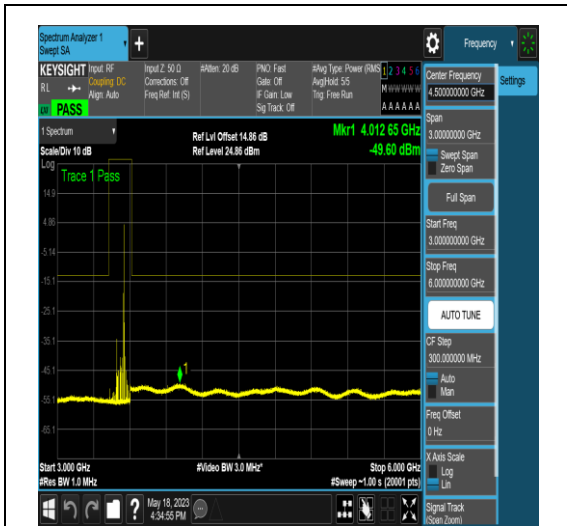 Spectrum Analyzer 1
Swept SA
+
Frequency
KEYSIGHT
RL
PASS
Input: RF
Coupling: DC
Align: Auto
Input Z: 50 Ω
Corrections: Off
Freq Ref: Int (S)
#Atten: 20 dB
PNO: Fast
Gate: Off
IF Gain: Low
Sig Track: Off
#Avg Type: Power (RMS
Avg|Hold: 5/5
Trig: Free Run
1 2 3 4 5 6
M W W W W W
A A A A A A
1 Spectrum
Scale/Div 10 dB
Ref Lvl Offset 14.86 dB
Ref Level 24.86 dBm
Mkr1 4.012 65 GHz
-49.60 dBm
Log
Trace 1 Pass
14.9
4.86
-5.14
-15.1
-25.1
-35.1
-45.1
-55.1
-65.1
1
Start 3.000 GHz
#Res BW 1.0 MHz
#Video BW 3.0 MHz*
Stop 6.000 GHz
#Sweep ~1.00 s (20001 pts)
Center Frequency
4.500000000 GHz
Settings
Span
3.00000000 GHz
Swept Span
Zero Span
Full Span
Start Freq
3.000000000 GHz
Stop Freq
6.000000000 GHz
AUTO TUNE
CF Step
300.000000 MHz
Auto
Man
Freq Offset
0 Hz
X Axis Scale
Log
Lin
Signal Track
(Span Zoom)
?
May 18, 2023
4:34:55 PM